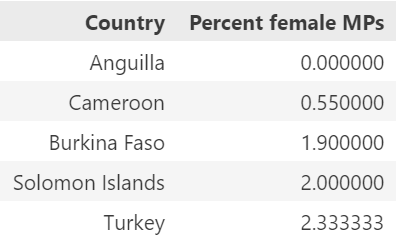 Country Percent female MPs
Anguilla 0.000000
Cameroon 0.550000
Burkina Faso 1.900000
Solomon Islands 2.000000
Turkey 2.333333